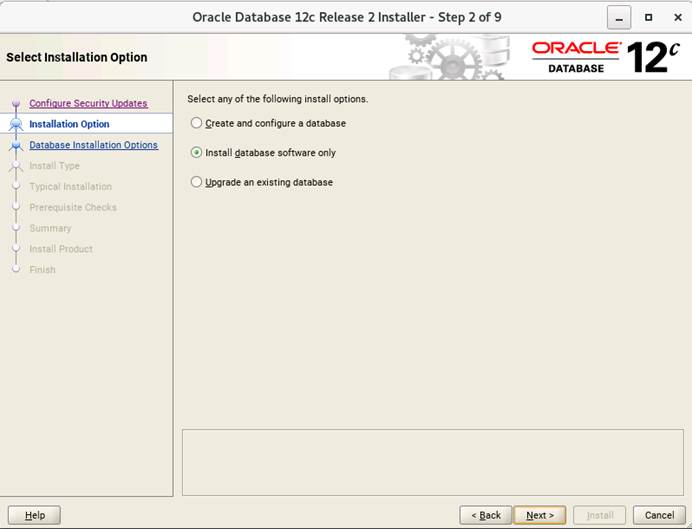 Oracle Database 12c Release 2 Installer - Step 2 of 9
Select Installation Option
ORACLE
DATABASE
12c
Configure Security Updates
Installation Option
Database Installation Options
Install Type
Typical Installation
Prerequisite Checks
Summary
Install Product
Finish
Select any of the following install options.
Create and configure a database
Install database software only
Upgrade an existing database
Help
< Back
Next >
Install
Cancel